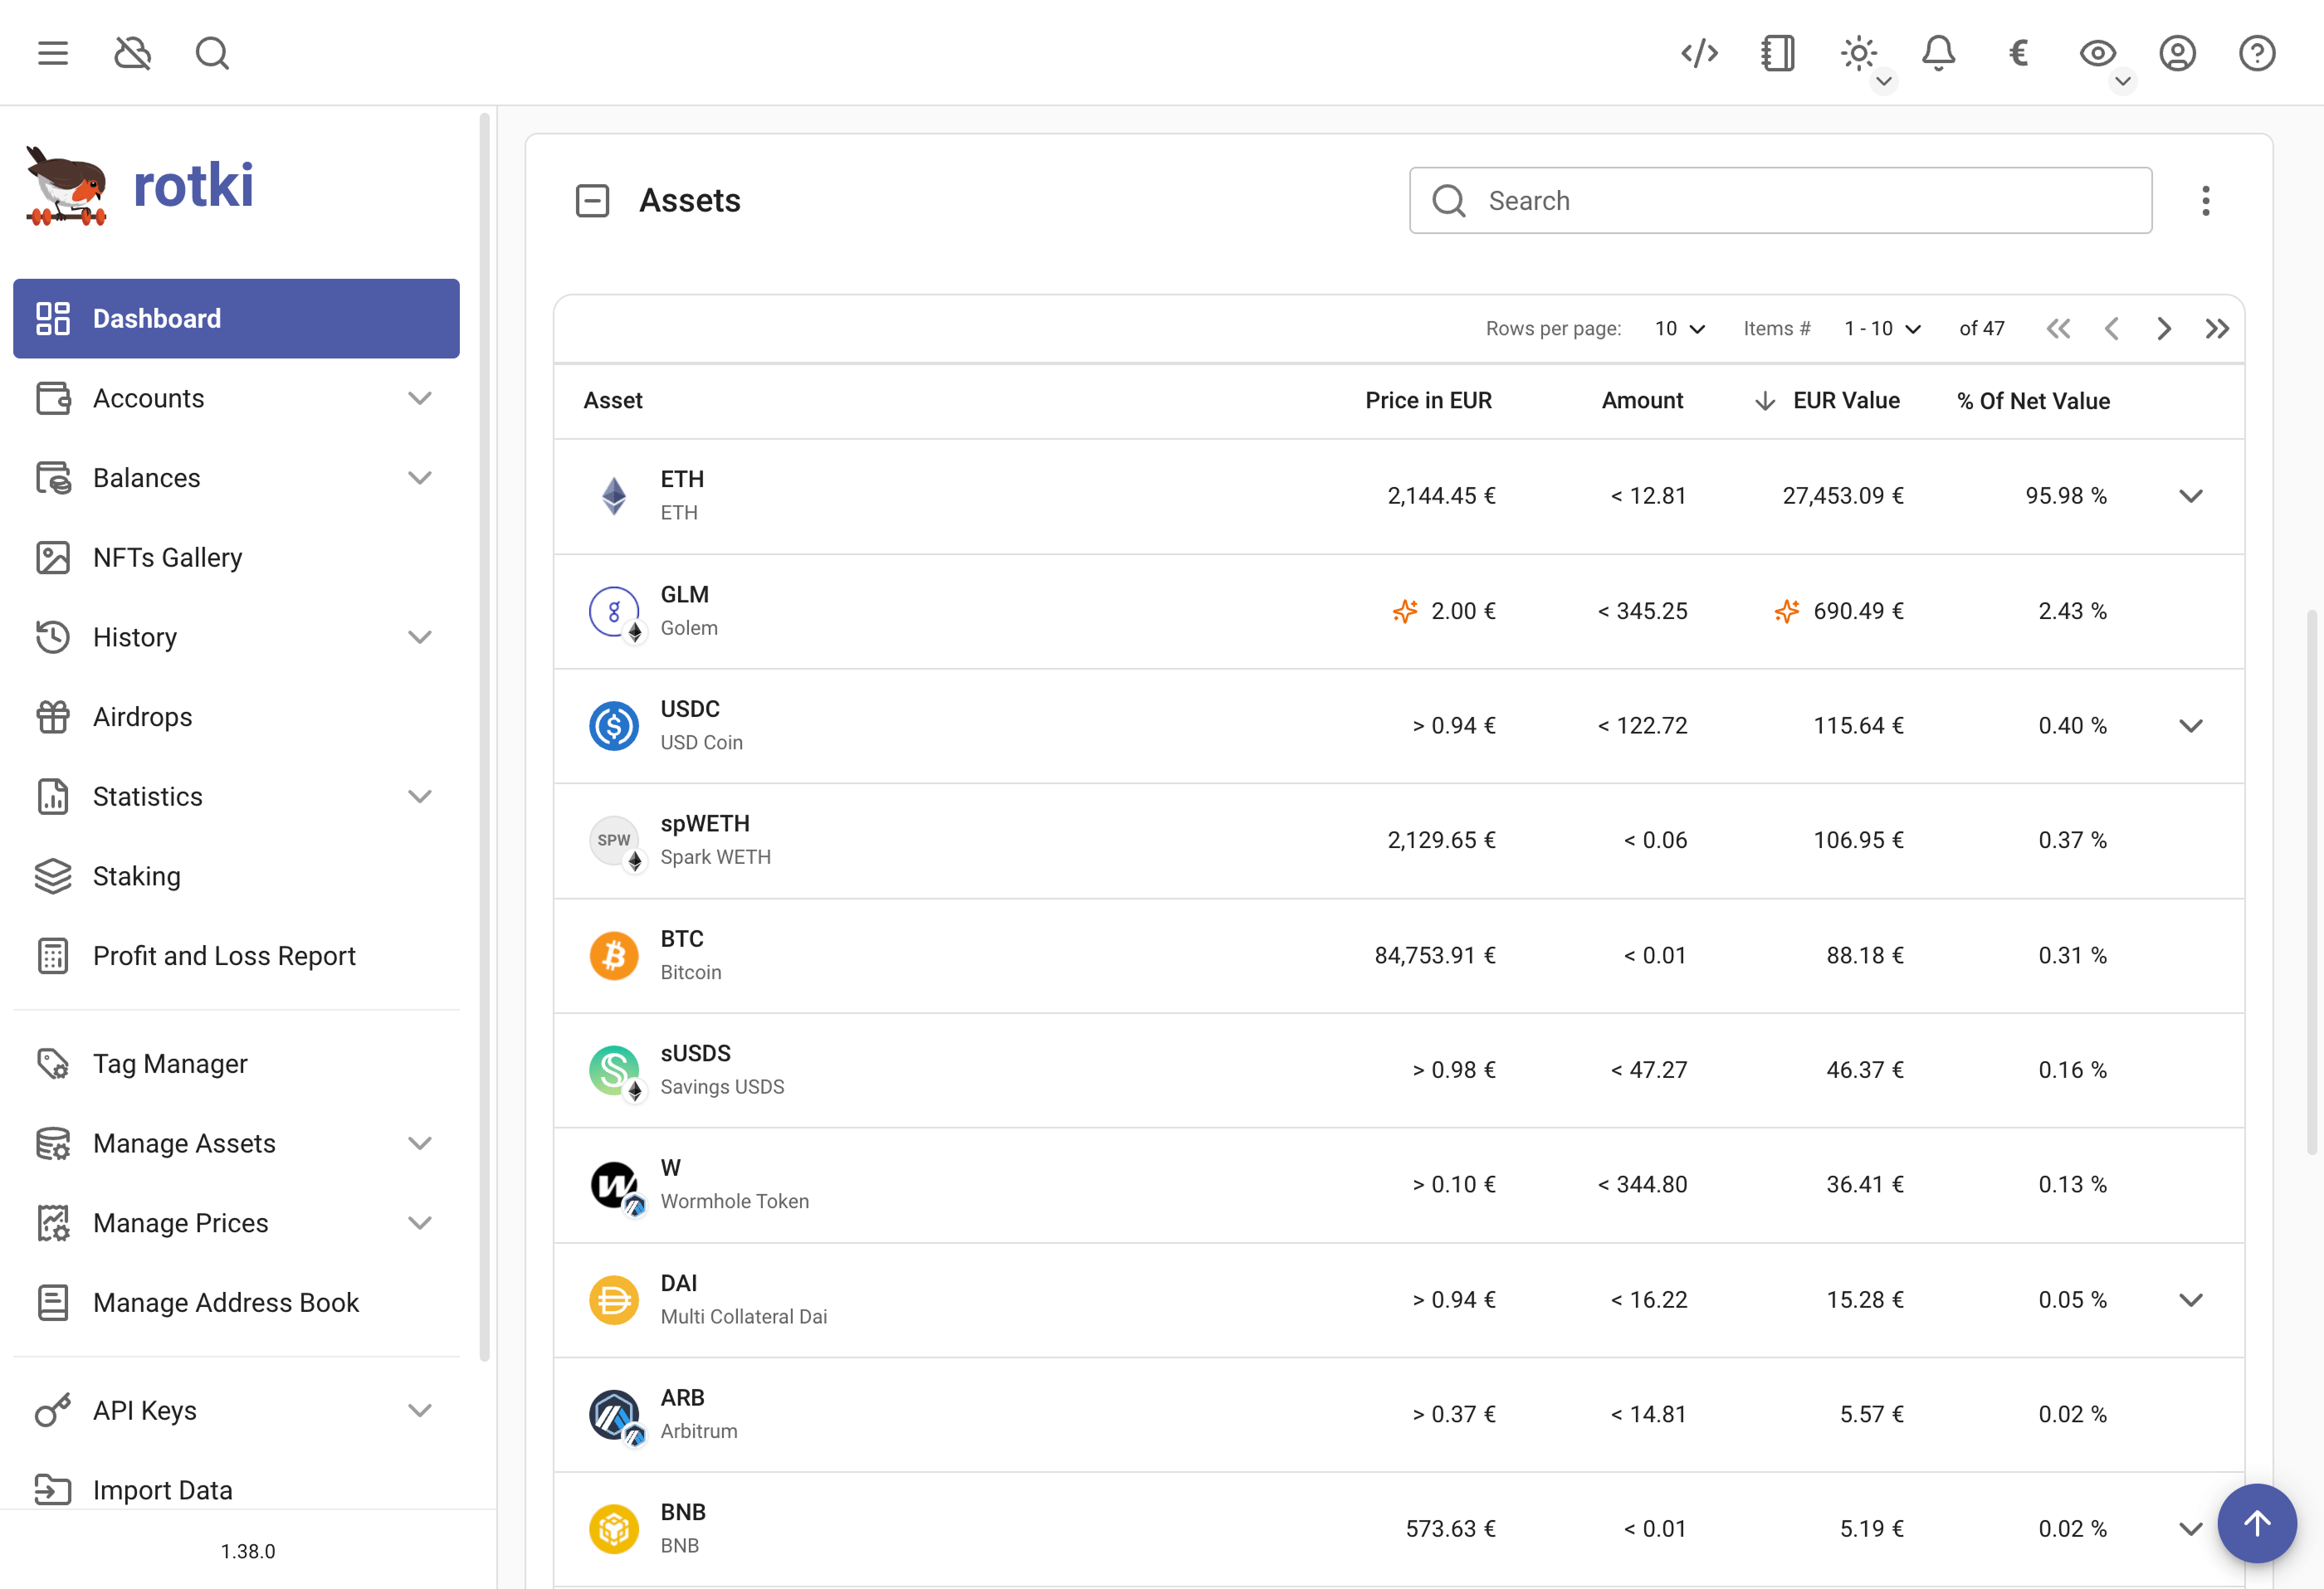 €
rotki
Dashboard
Accounts
Balances
NFTs Gallery
History
Airdrops
Statistics
Staking
Profit and Loss Report
Tag Manager
Manage Assets
Manage Prices
Manage Address Book
API Keys
Import Data
1.38.0
Assets
Search
Rows per page: 10 Items # 1 - 10 of 47
Asset Price in EUR Amount EUR Value % Of Net Value
ETH
ETH
2,144.45 € < 12.81 27,453.09 € 95.98 %
GLM
Golem
2.00 € < 345.25 690.49 € 2.43 %
USDC
USD Coin
> 0.94 € < 122.72 115.64 € 0.40 %
SPW
spWETH
Spark WETH
2,129.65 € < 0.06 106.95 € 0.37 %
BTC
Bitcoin
84,753.91 € < 0.01 88.18 € 0.31 %
sUSDS
Savings USDS
> 0.98 € < 47.27 46.37 € 0.16 %
W
Wormhole Token
> 0.10 € < 344.80 36.41 € 0.13 %
DAI
Multi Collateral Dai
> 0.94 € < 16.22 15.28 € 0.05 %
ARB
Arbitrum
> 0.37 € < 14.81 5.57 € 0.02 %
BNB
BNB
573.63 € < 0.01 5.19 € 0.02 %